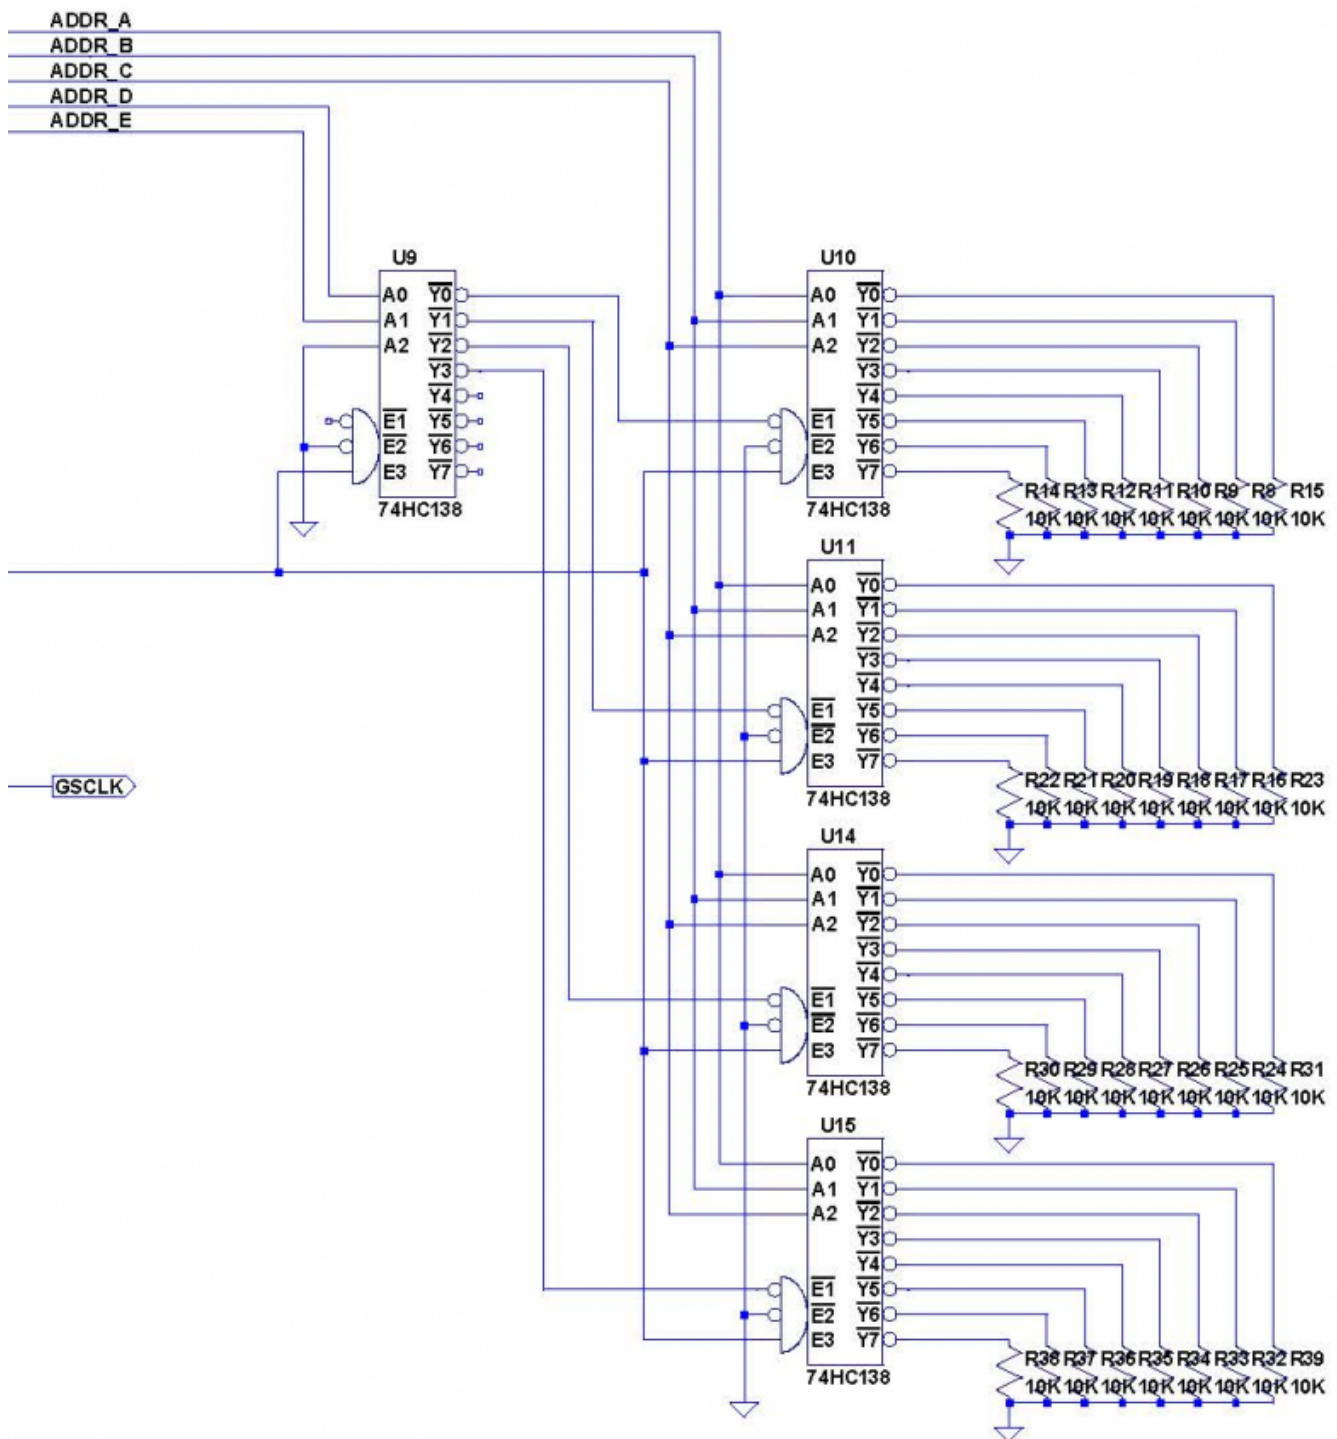 ADDR_A
ADDR_B
ADDR_C
ADDR_D
ADDR_E
U9
A0 Y0
A1 Y1
A2 Y2
Y3
Y4
E1 Y5
E2 Y6
E3 Y7
74HC138
U10
A0 Y0
A1 Y1
A2 Y2
Y3
Y4
E1 Y5
E2 Y6
E3 Y7
74HC138
R14 R13 R12 R11 R10 R9 R8 R15
10K 10K 10K 10K 10K 10K 10K 10K
U11
A0 Y0
A1 Y1
A2 Y2
Y3
Y4
E1 Y5
E2 Y6
E3 Y7
74HC138
R22 R21 R20 R19 R18 R17 R16 R23
10K 10K 10K 10K 10K 10K 10K 10K
GSCLK
U14
A0 Y0
A1 Y1
A2 Y2
Y3
Y4
E1 Y5
E2 Y6
E3 Y7
74HC138
R30 R29 R28 R27 R26 R25 R24 R31
10K 10K 10K 10K 10K 10K 10K 10K
U15
A0 Y0
A1 Y1
A2 Y2
Y3
Y4
E1 Y5
E2 Y6
E3 Y7
74HC138
R38 R37 R36 R35 R34 R33 R32 R39
10K 10K 10K 10K 10K 10K 10K 10K